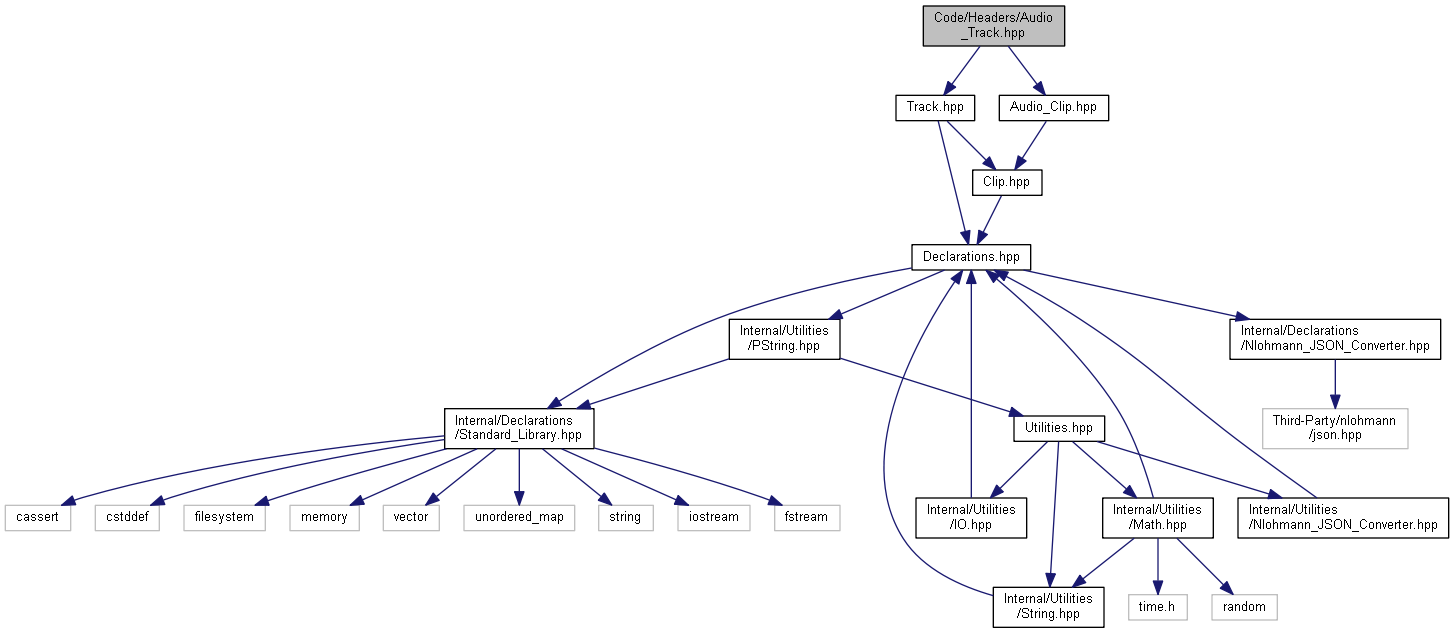 Code/Headers/Audio
_Track.hpp
Track.hpp
Audio_Clip.hpp
Clip.hpp
Declarations.hpp
Internal/Utilities
/PString.hpp
Internal/Declarations
/Nlohmann_JSON_Converter.hpp
Internal/Declarations
/Standard_Library.hpp
Utilities.hpp
Third-Party/nlohmann
/json.hpp
cassert
cstddef
filesystem
memory
vector
unordered_map
string
iostream
fstream
Internal/Utilities
/IO.hpp
Internal/Utilities
/Math.hpp
Internal/Utilities
/Nlohmann_JSON_Converter.hpp
Internal/Utilities
/String.hpp
time.h
random